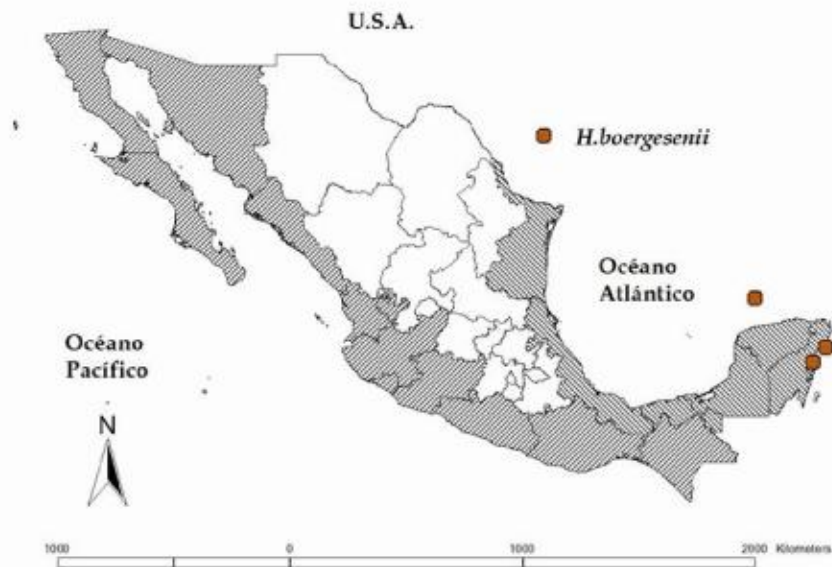 U.S.A.
H.boergesenii
Océano
Atlántico
Océano
Pacífico
N
1000 0 1000 2000 Kilometers